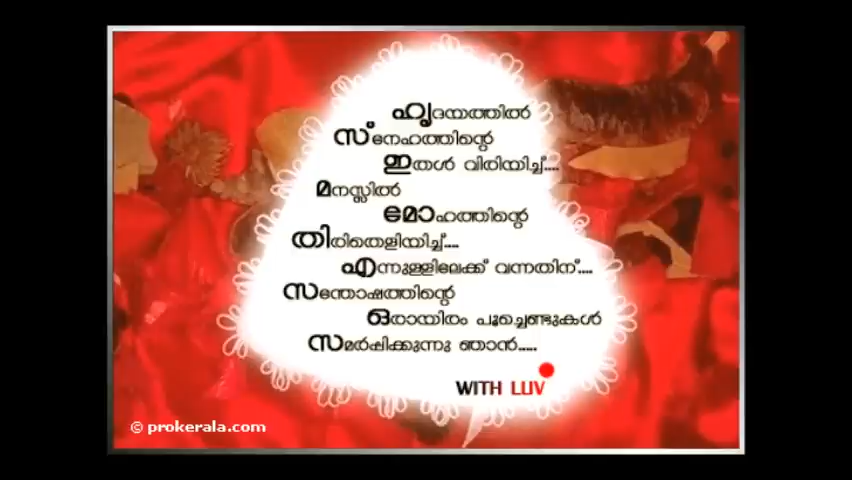 ഹൃദയത്തിൽ
സ്നേഹത്തിന്റെ
ഇതൾ വിരിയിച്ച്....
മനസ്സിൽ
മോഹത്തിന്റെ
തിരിതെളിയിച്ച്....
എന്നുള്ളിലേക്ക് വന്നതിന്....
സന്തോഷത്തിന്റെ
ഒരായിരം പൂച്ചെണ്ടുകൾ
സമർപ്പിക്കുന്നു ഞാൻ.....
WITH LUV
© prokerala.com